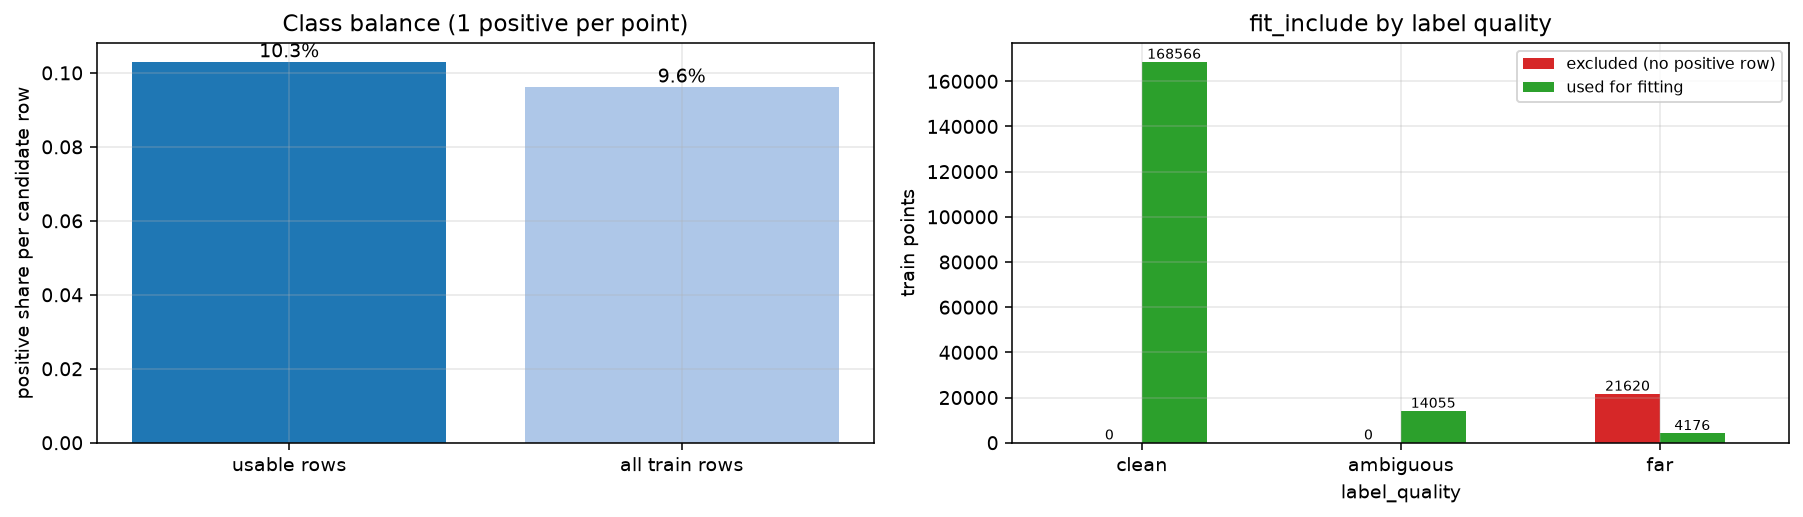 Class balance (1 positive per point)
positive share per candidate row
0.10
0.08
0.06
0.04
0.02
0.00
10.3%
9.6%
usable rows
all train rows
fit_include by label quality
train points
160000
140000
120000
100000
80000
60000
40000
20000
0
excluded (no positive row)
used for fitting
0
168566
0
14055
21620
4176
clean
ambiguous
far
label_quality